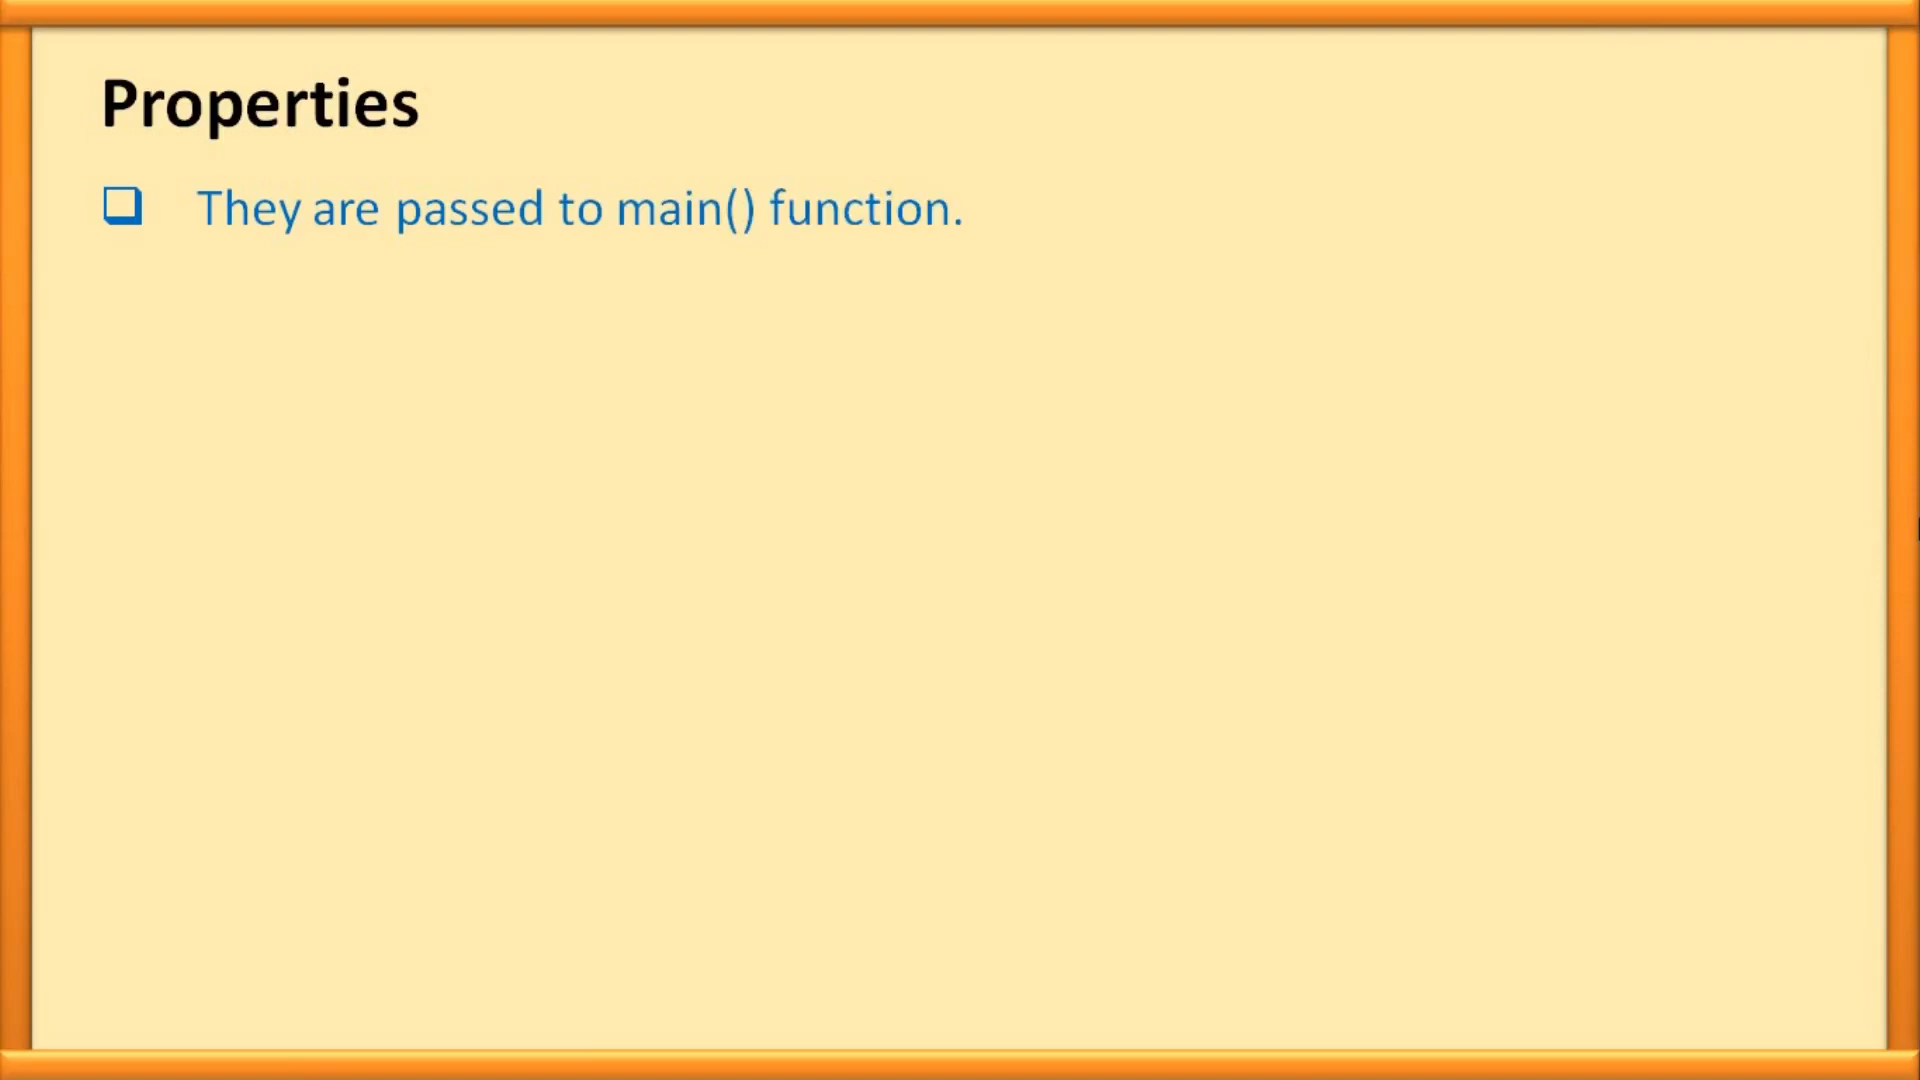 Properties
They are passed to main() function.